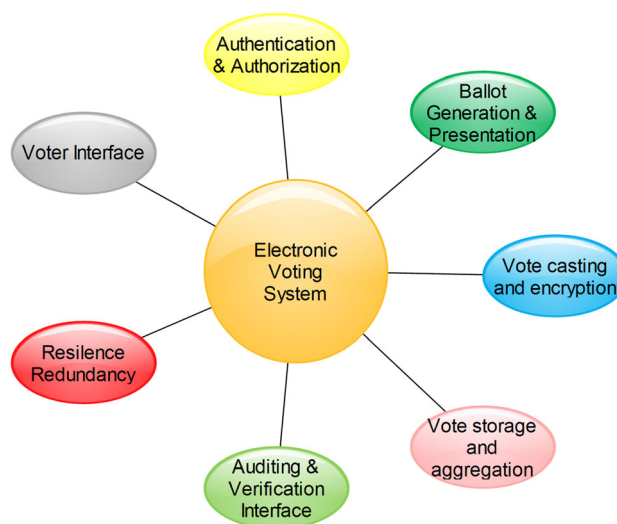 Authentication
& Authorization
Ballot
Generation &
Presentation
Voter Interface
Electronic
Voting
System
Vote casting
and encryption
Resilence
Redundancy
Vote storage
and
aggregation
Auditing &
Verification
Interface